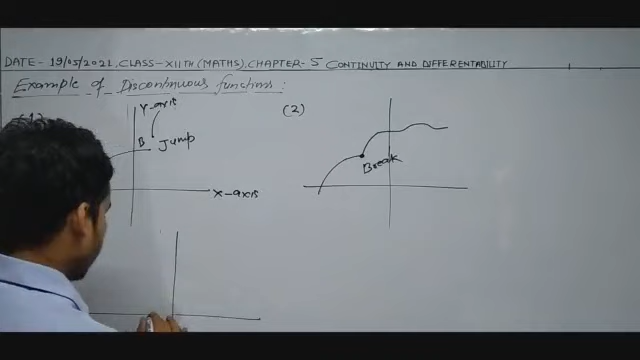 DATE- 19/05/2021, CLASS-XIITH (MATHS), CHAPTER- 5 CONTINUITY AND DIFFERENTABILITY
Example of Discontinuous functions:
Y-axis
(2)
B Jump
Break
X-axis